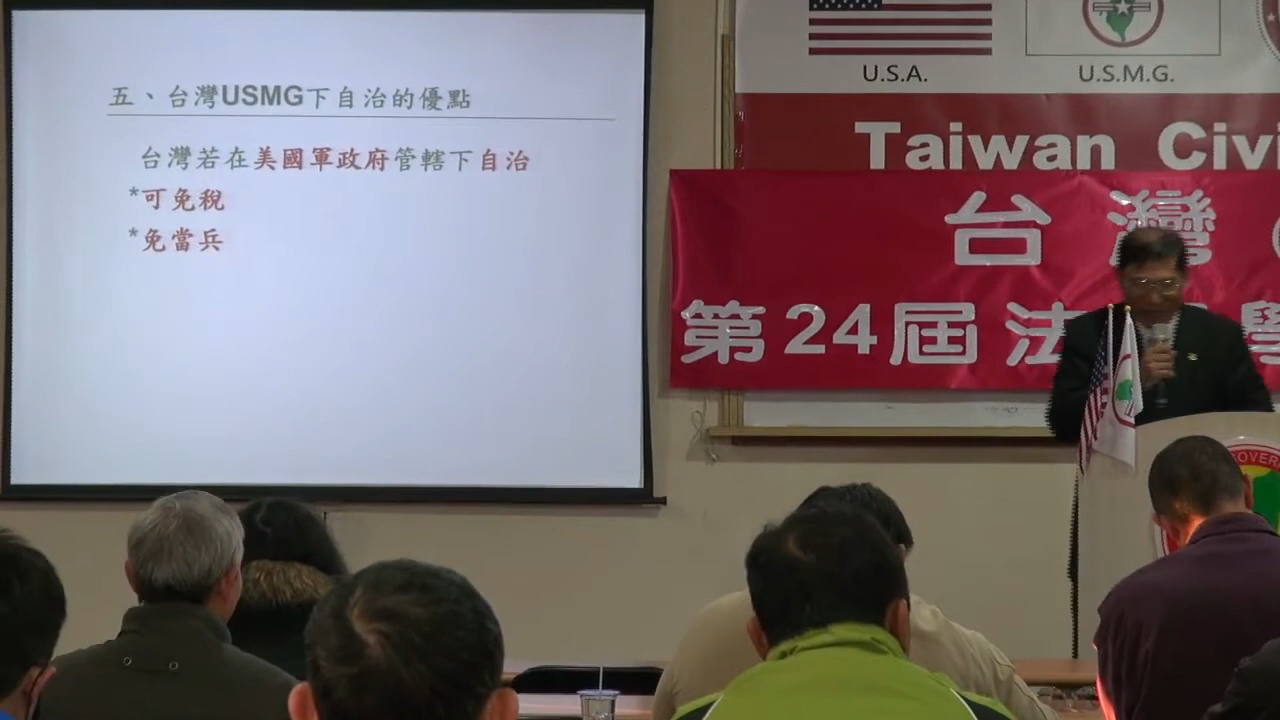 五、台灣USMG下自治的優點
台灣若在美國軍政府管轄下自治
*可免稅
*免當兵
U.S.A.
U.S.M.G.
Taiwan Civi
台灣
第24屆法
OVER